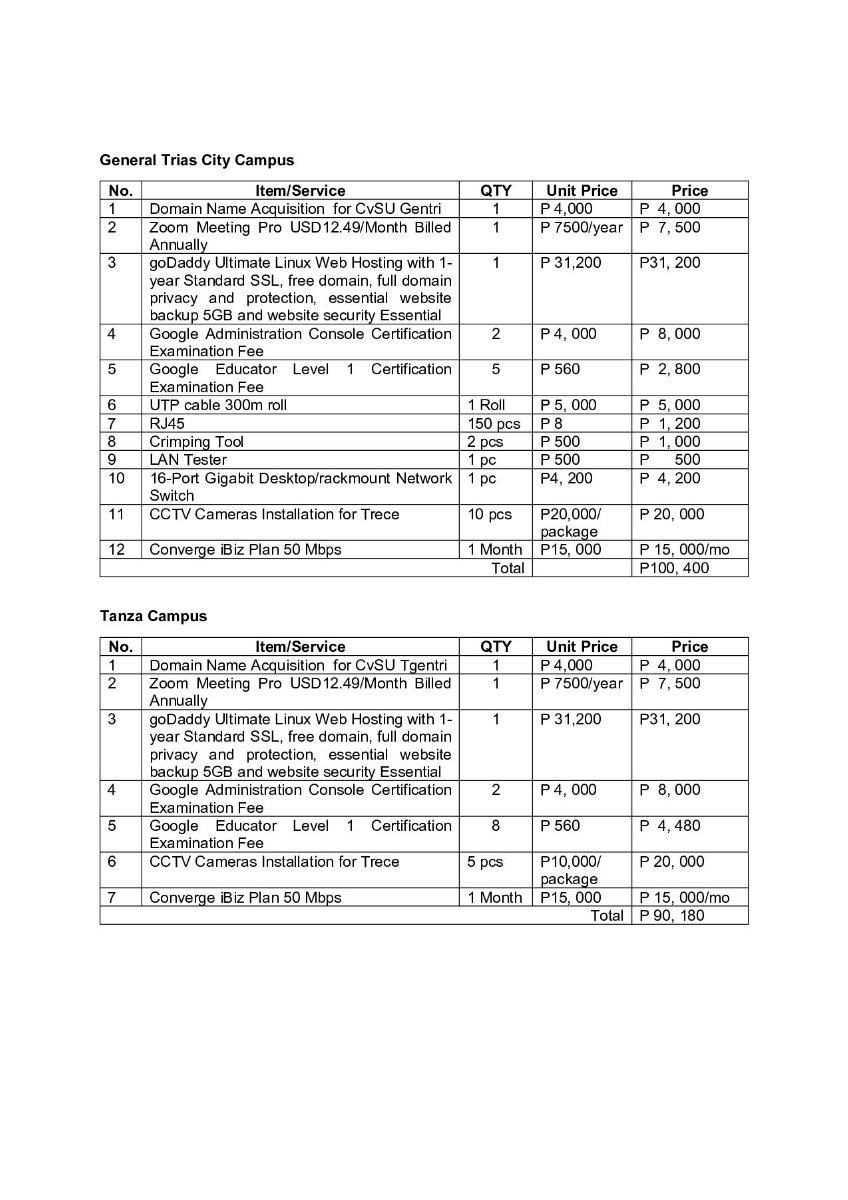 General Trias City Campus
No. Item/Service QTY Unit Price Price
1 Domain Name Acquisition for CvSU Gentri 1 P 4,000 P 4, 000
2 Zoom Meeting Pro USD12.49/Month Billed 1 P 7500/year P 7, 500
Annually
3 goDaddy Ultimate Linux Web Hosting with 1- 1 P 31,200 P31, 200
year Standard SSL, free domain, full domain
privacy and protection, essential website
backup 5GB and website security Essential
4 Google Administration Console Certification 2 P 4, 000 P 8, 000
Examination Fee
5 Google Educator Level 1 Certification 5 P 560 P 2, 800
Examination Fee
6 UTP cable 300m roll 1 Roll P 5, 000 P 5, 000
7 RJ45 150 pcs P 8 P 1, 200
8 Crimping Tool 2 pcs P 500 P 1, 000
9 LAN Tester 1 pc P 500 P 500
10 16-Port Gigabit Desktop/rackmount Network 1 pc P4, 200 P 4, 200
Switch
11 CCTV Cameras Installation for Trece 10 pcs P20,000/ P 20, 000
package
12 Converge iBiz Plan 50 Mbps 1 Month P15, 000 P 15, 000/mo
Total P100, 400
Tanza Campus
No. Item/Service QTY Unit Price Price
1 Domain Name Acquisition for CvSU Tgentri 1 P 4,000 P 4, 000
2 Zoom Meeting Pro USD12.49/Month Billed 1 P 7500/year P 7, 500
Annually
3 goDaddy Ultimate Linux Web Hosting with 1- 1 P 31,200 P31, 200
year Standard SSL, free domain, full domain
privacy and protection, essential website
backup 5GB and website security Essential
4 Google Administration Console Certification 2 P 4, 000 P 8, 000
Examination Fee
5 Google Educator Level 1 Certification 8 P 560 P 4, 480
Examination Fee
6 CCTV Cameras Installation for Trece 5 pcs P10,000/ P 20, 000
package
7 Converge iBiz Plan 50 Mbps 1 Month P15, 000 P 15, 000/mo
Total P 90, 180